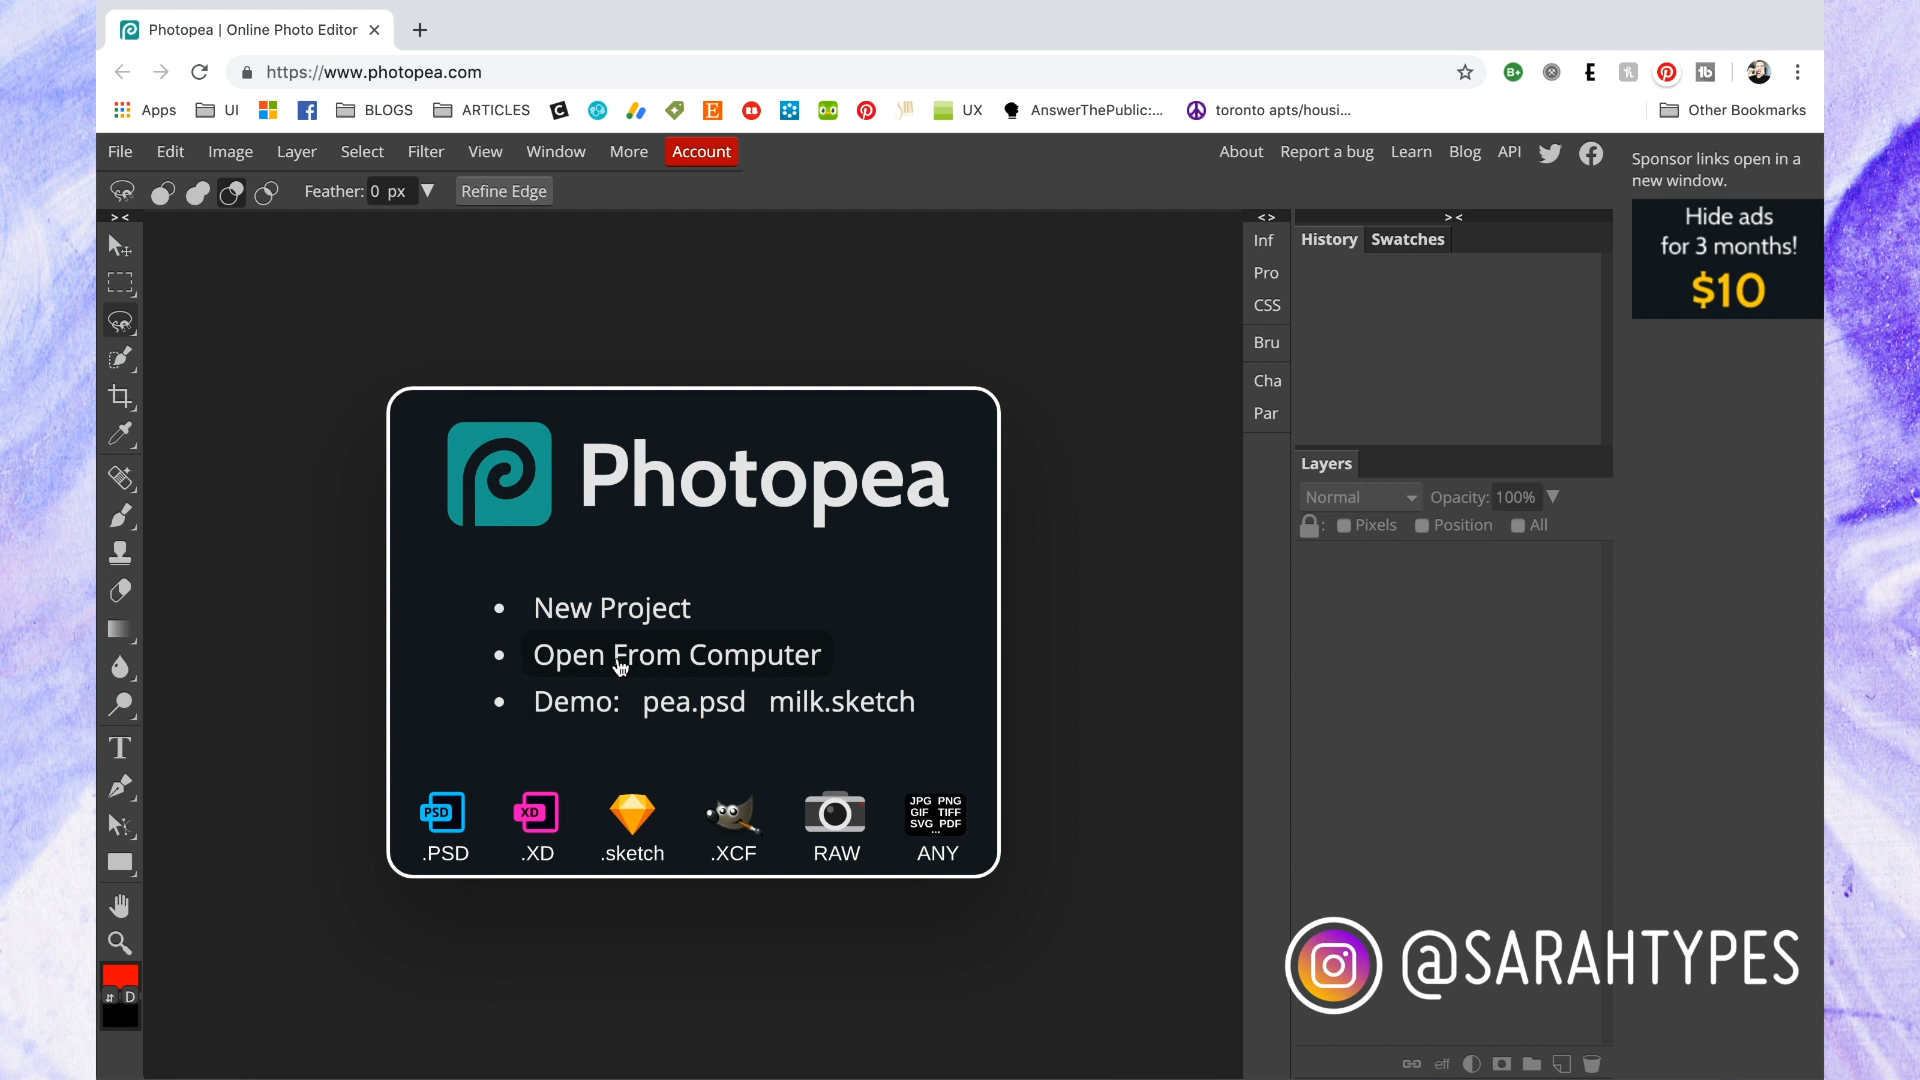 Photopea | Online Photo Editor
https://www.photopea.com
B+
Apps UI BLOGS ARTICLES UX AnswerThePublic:... toronto apts/housi... Other Bookmarks
File Edit Image Layer Select Filter View Window More Account About Report a bug Learn Blog API
Feather: 0 px Refine Edge
Sponsor links open in a
new window.
Hide ads
for 3 months!
$10
> <
< >
> <
Inf
Pro
CSS
Bru
Cha
Par
History Swatches
Layers
Normal Opacity: 100%
: Pixels Position All
Photopea
New Project
Open From Computer
Demo: pea.psd milk.sketch
PSD
XD
JPG PNG
GIF TIFF
SVG PDF
...
.PSD .XD .sketch .XCF RAW ANY
T
D
@SARAHTYPES
eff